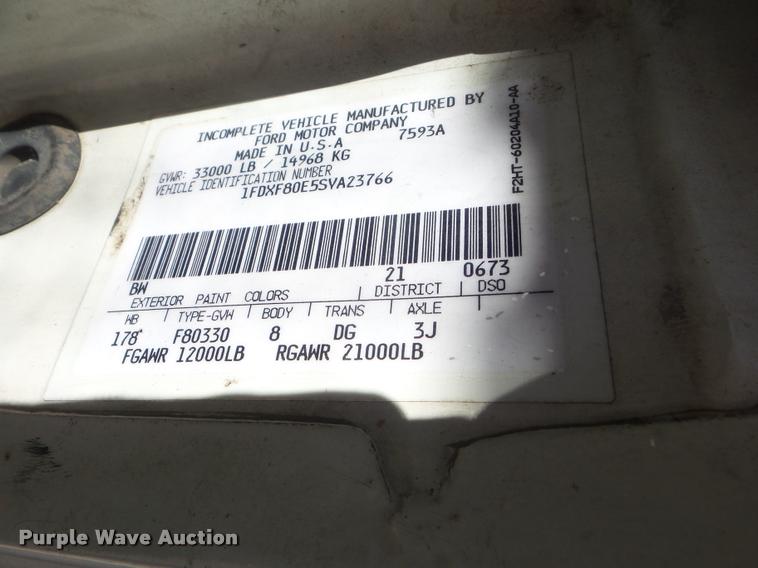 INCOMPLETE VEHICLE MANUFACTURED BY
FORD MOTOR COMPANY
MADE IN U.S.A 7593A
GVWR: 33000 LB / 14968 KG
VEHICLE IDENTIFICATION NUMBER
1FDXF80E5SVA23766
F2HT-60204A10-AA
BW 21 0673
EXTERIOR PAINT COLORS DISTRICT DSO
WB TYPE-GVW BODY TRANS AXLE
178" F80330 8 DG 3J
FGAWR 12000LB RGAWR 21000LB
Purple Wave Auction